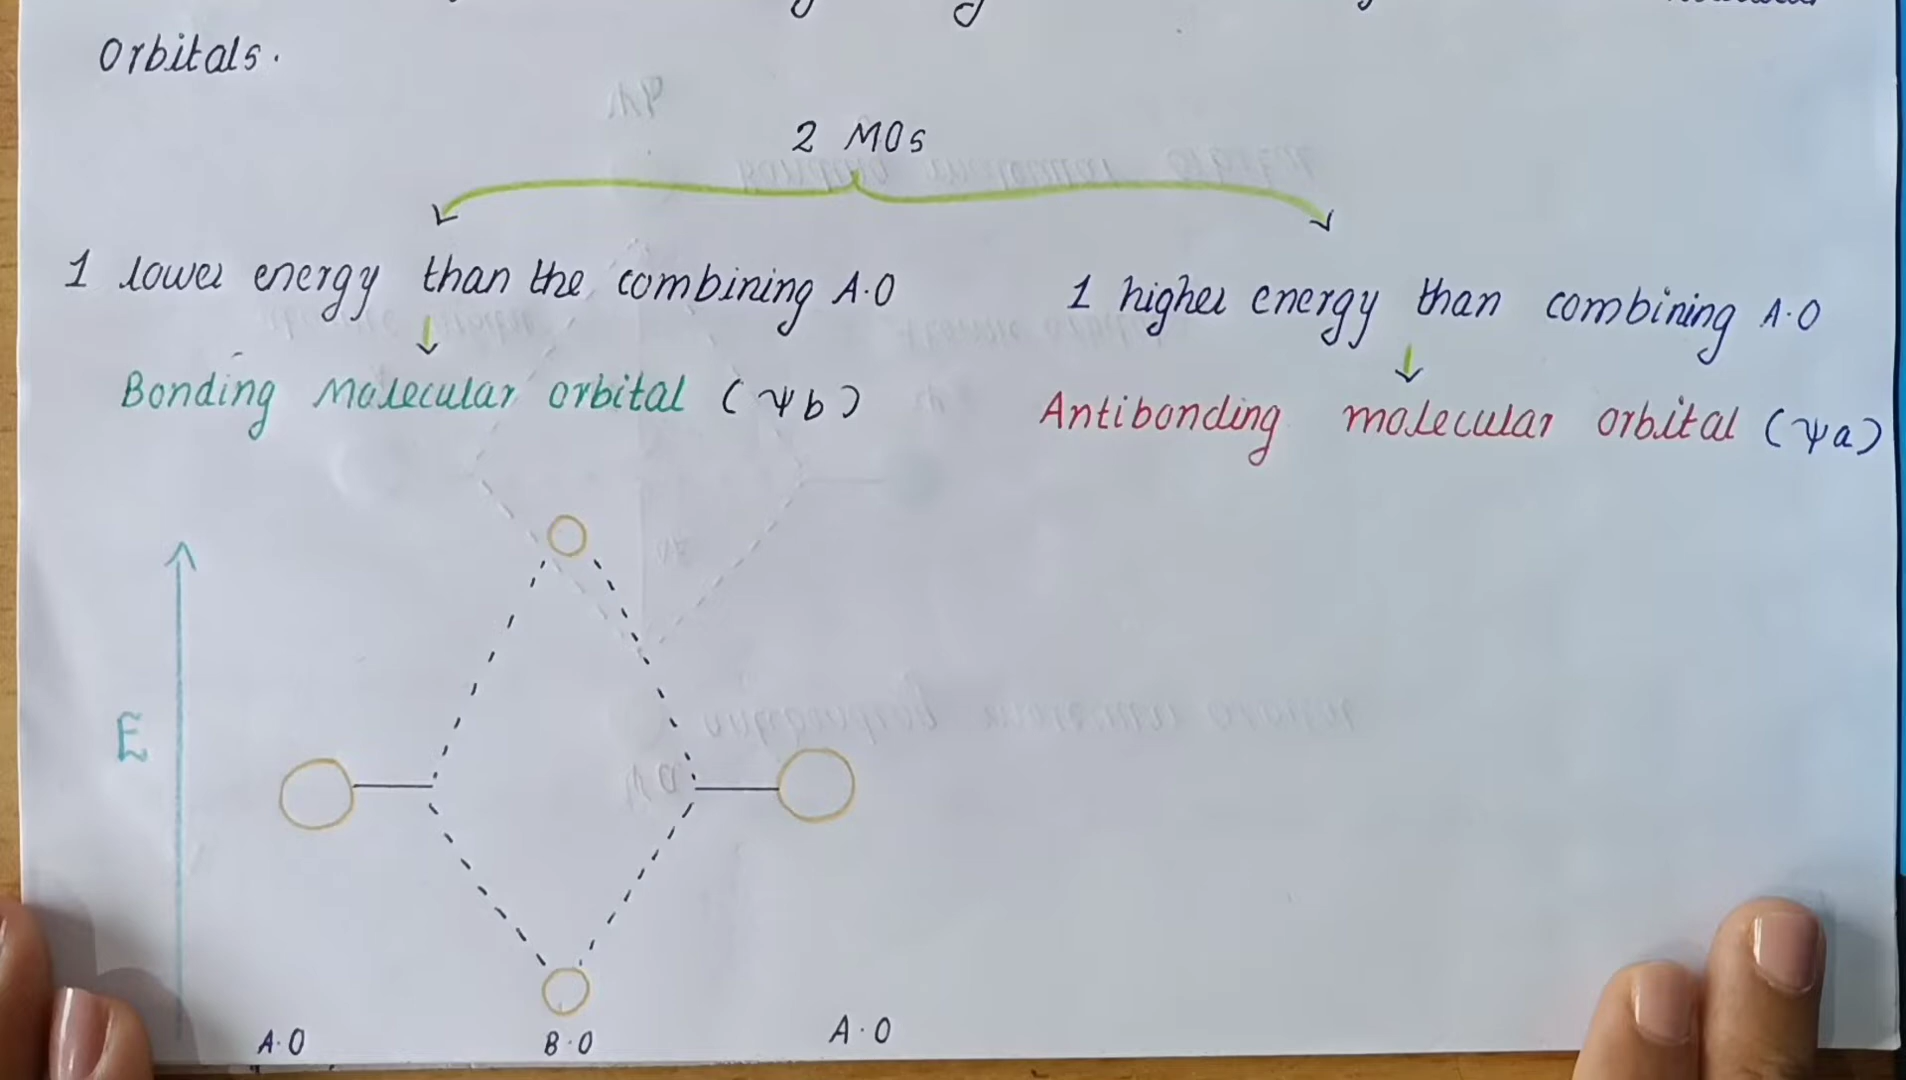 Orbitals.
2 MOs
1 lower energy than the combining A.O
1 higher energy than combining A.O
Bonding Molecular orbital (ψb)
Antibonding molecular orbital (ψa)
E
A.O
B.O
A.O